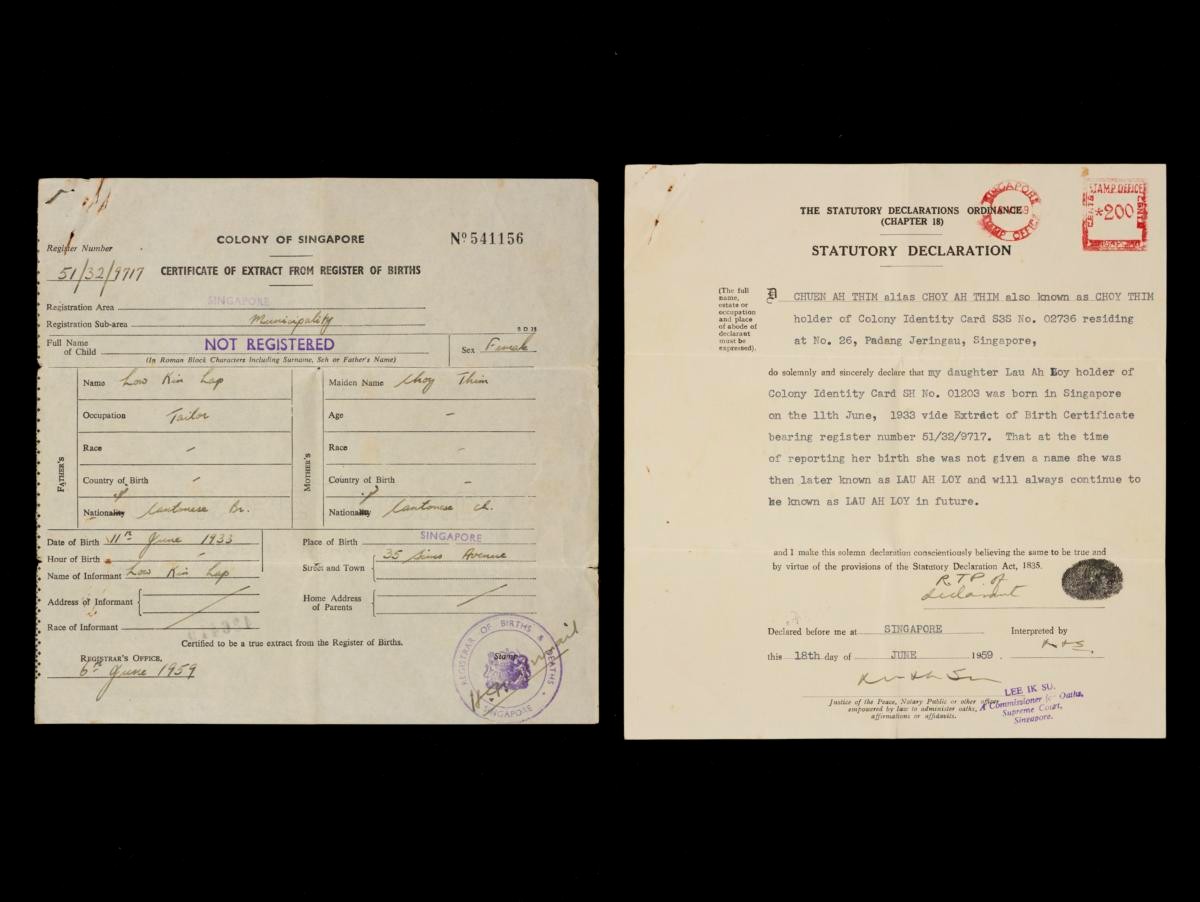 COLONY OF SINGAPORE
Nº 541156
Register Number
51/32/9717
CERTIFICATE OF EXTRACT FROM REGISTER OF BIRTHS
Registration Area SINGAPORE
Registration Sub-area Municipality
Full Name of Child NOT REGISTERED
Sex Female
(In Roman Block Characters Including Surname, Seh or Father's Name)
FATHER'S
Name Low Kin Lap
Occupation Tailor
Race -
Country of Birth -
Nationality Cantonese Br.
MOTHER'S
Maiden Name Choy Thim
Age -
Race -
Country of Birth -
Nationality Cantonese Ch.
Date of Birth 11th June 1933
Hour of Birth -
Name of Informant Low Kin Lap
Address of Informant
Race of Informant
Place of Birth SINGAPORE
Street and Town 35 Sims Avenue
Home Address of Parents
Certified to be a true extract from the Register of Births.
REGISTRAR'S OFFICE,
6th June 1959
Stamp
REGISTRAR OF BIRTHS & DEATHS
SINGAPORE
THE STATUTORY DECLARATIONS ORDINANCE
(CHAPTER 18)
SINGAPORE
STAMP OFFICE
STAMP OFFICE
CENTS
*200
CENTS
STATUTORY DECLARATION
(The full
name,
estate or
occupation
and place
of abode of
declarant
must be
expressed).
CHUEN AH THIM alias CHOY AH THIM also known as CHOY THIM
holder of Colony Identity Card S3S No. 02736 residing
at No. 26, Padang Jeringau, Singapore,
do solemnly and sincerely declare that my daughter Lau Ah Loy holder of
Colony Identity Card SH No. 01203 was born in Singapore
on the 11th June, 1933 vide Extract of Birth Certificate
bearing register number 51/32/9717. That at the time
of reporting her birth she was not given a name she was
then later known as LAU AH LOY and will always continue to
be known as LAU AH LOY in future.
and I make this solemn declaration conscientiously believing the same to be true and
by virtue of the provisions of the Statutory Declaration Act, 1835.
R.T.P. of
declarant
Declared before me at SINGAPORE
Interpreted by
this 18th day of JUNE 1959.
Justice of the Peace, Notary Public or other officer
empowered by law to administer oaths,
affirmations or affidavits.
LEE IK SU.
A Commissioner for Oaths,
Supreme Court,
Singapore.